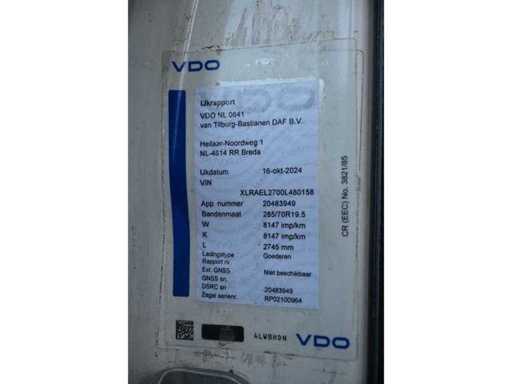 VDO
IJkrapport
VDO NL 0641
van Tilburg-Bastianen DAF B.V.
Heilaar-Noordweg 1
NL-4814 RR Breda
IJkdatum 16-okt-2024
VIN
XLRAEL2700L480158
App. nummer 20483949
Bandenmaat 285/70R19.5
W 8147 imp/km
K 8147 imp/km
L 2745 mm
Ladingstype Goederen
Rapport nr
Ext. GNSS Niet beschikbaar
GNSS sn.
DSRC sn 20483949
Zegel serienr. RP02100964
CR (EEC) No. 3821/85
VDO